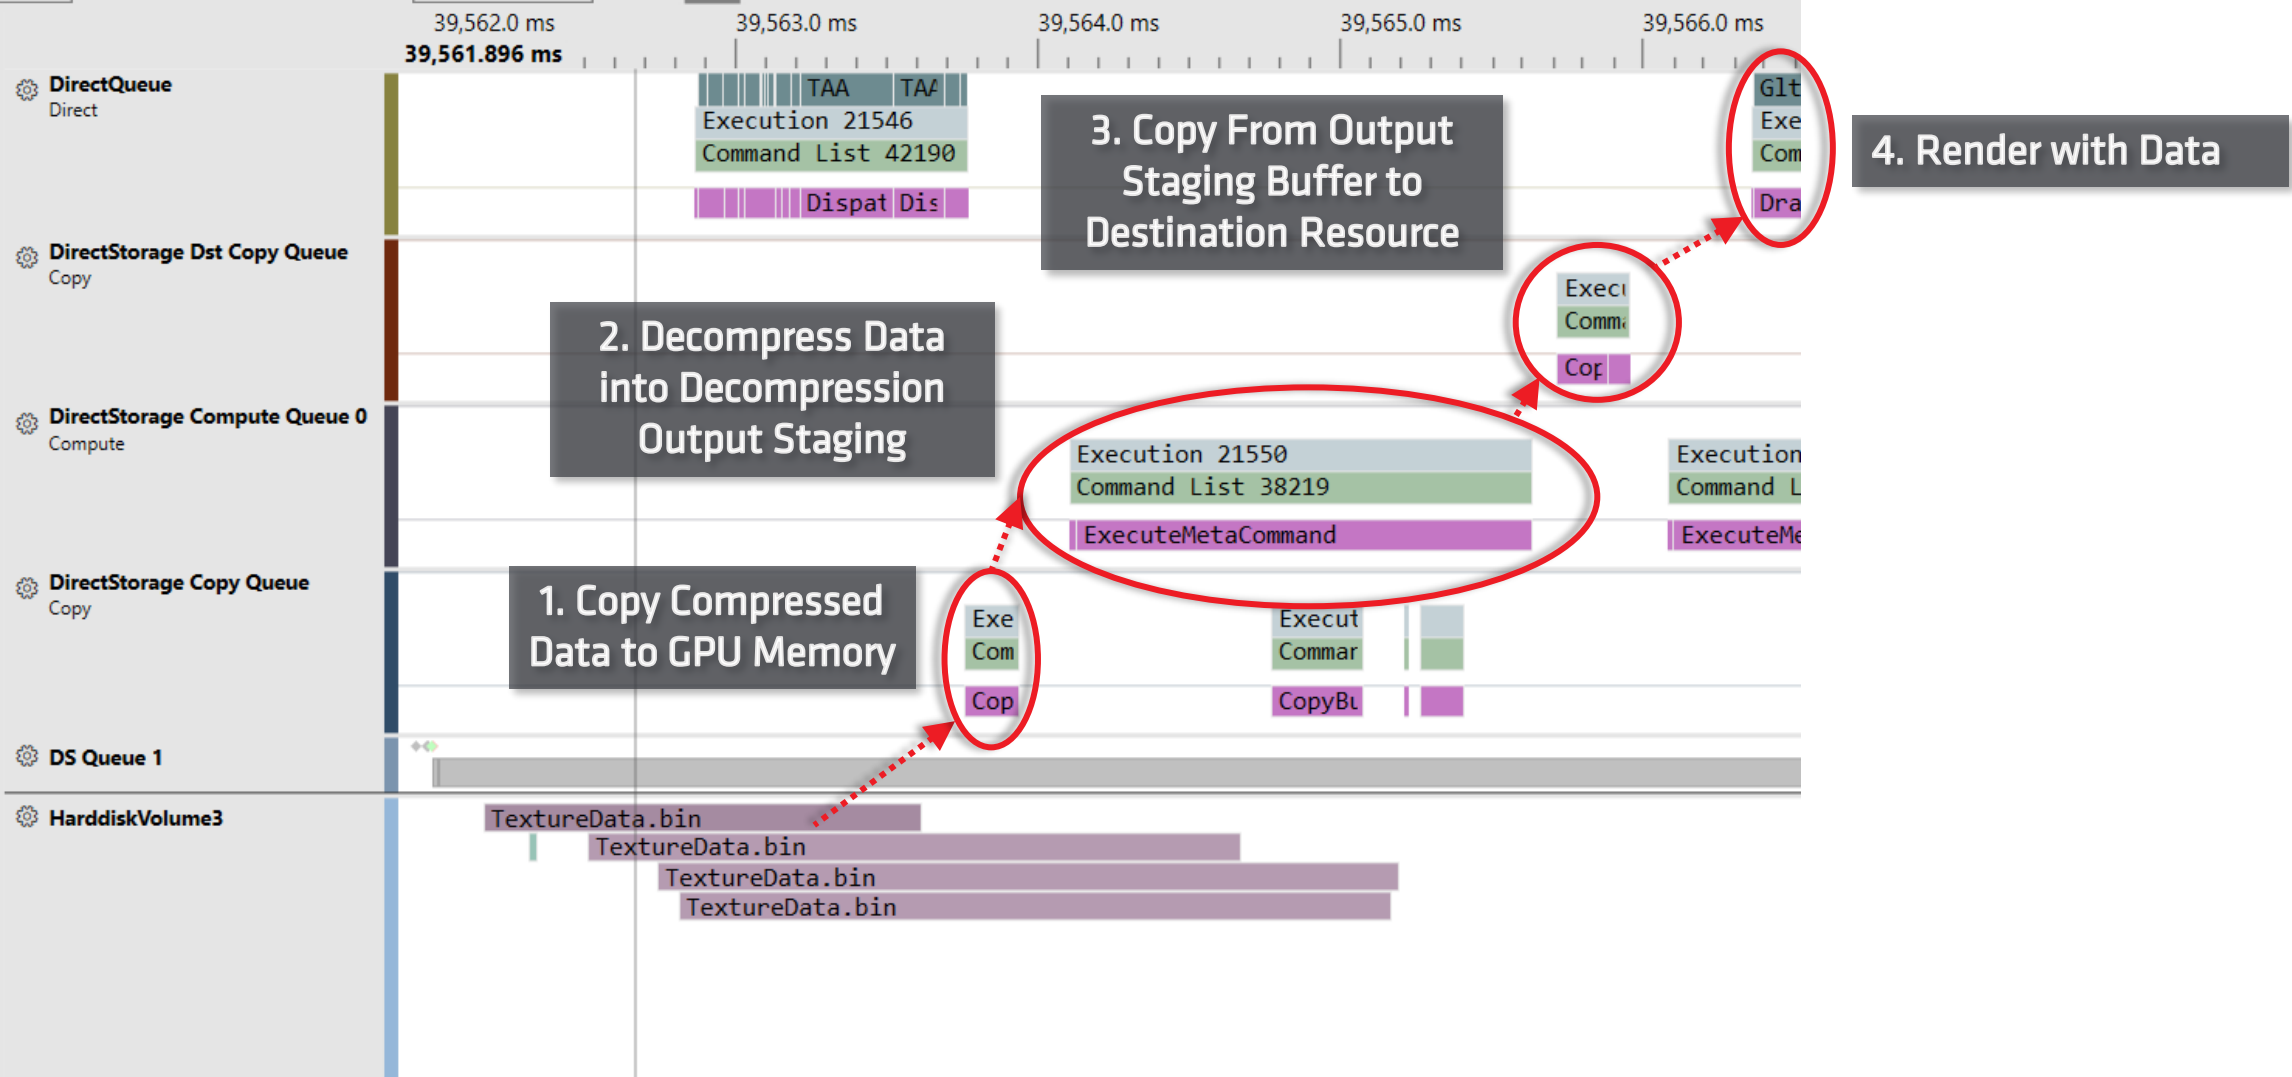 39,562.0 ms
39,563.0 ms
39,564.0 ms
39,565.0 ms
39,566.0 ms
39,561.896 ms
DirectQueue
Direct
TAA
TAA
Execution 21546
Command List 42190
Dispat
Dis
Glt
Exe
Com
Dra
3. Copy From Output
Staging Buffer to
Destination Resource
4. Render with Data
DirectStorage Dst Copy Queue
Copy
Execu
Comma
Cop
2. Decompress Data
into Decompression
Output Staging
DirectStorage Compute Queue 0
Compute
Execution 21550
Command List 38219
ExecuteMetaCommand
Execution
Command L
ExecuteMe
DirectStorage Copy Queue
Copy
1. Copy Compressed
Data to GPU Memory
Exe
Com
Cop
Execut
Commar
CopyBu
DS Queue 1
HarddiskVolume3
TextureData.bin
TextureData.bin
TextureData.bin
TextureData.bin